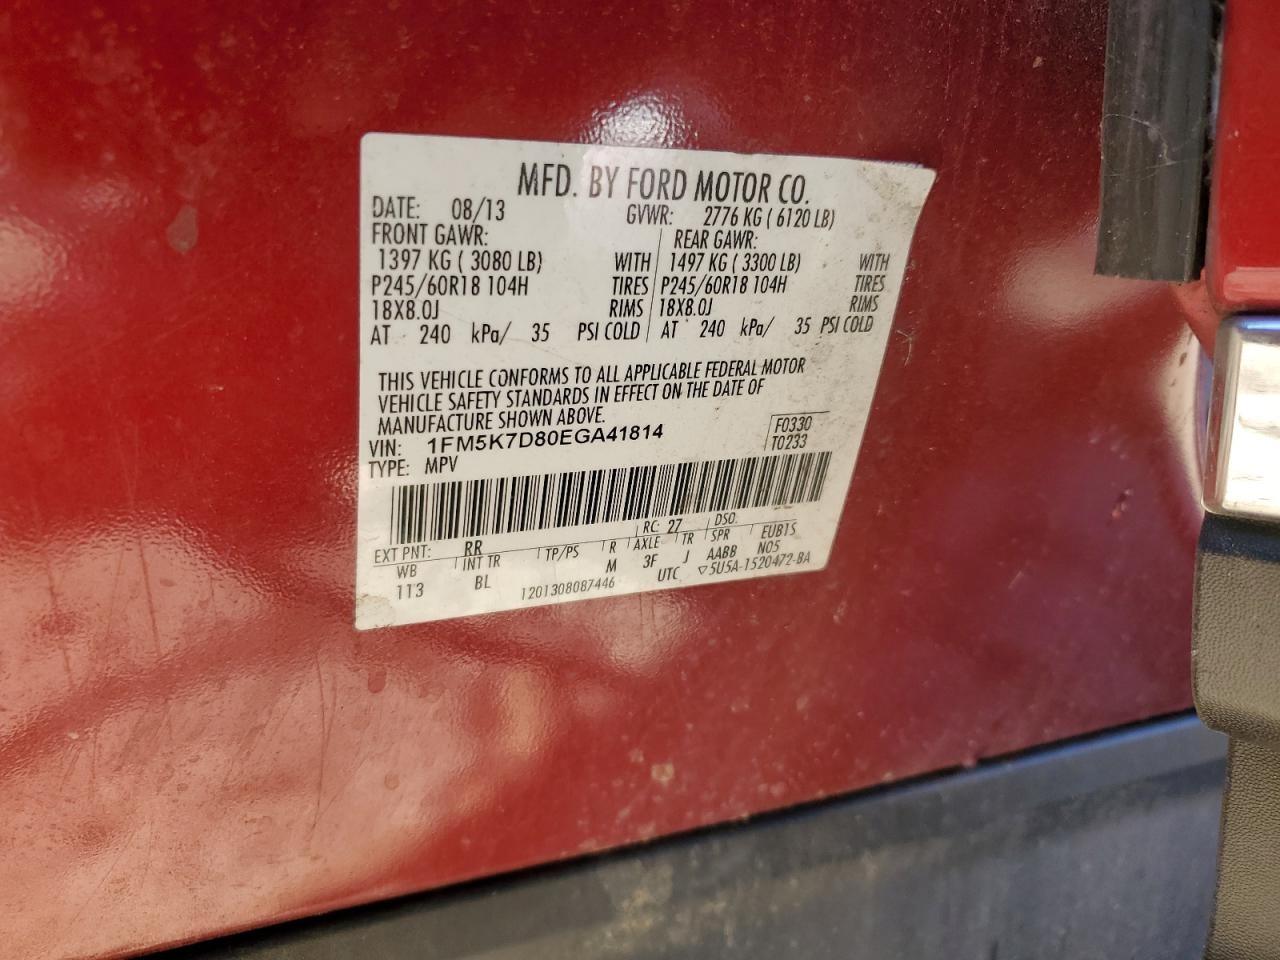 MFD. BY FORD MOTOR CO.
DATE: 08/13 GVWR: 2776 KG ( 6120 LB)
FRONT GAWR: REAR GAWR:
1397 KG ( 3080 LB) WITH 1497 KG ( 3300 LB) WITH
P245/60R18 104H TIRES P245/60R18 104H TIRES
18X8.0J RIMS 18X8.0J RIMS
AT 240 kPa/ 35 PSI COLD AT 240 kPa/ 35 PSI COLD
THIS VEHICLE CONFORMS TO ALL APPLICABLE FEDERAL MOTOR
VEHICLE SAFETY STANDARDS IN EFFECT ON THE DATE OF
MANUFACTURE SHOWN ABOVE.
VIN: 1FM5K7D80EGA41814 F0330
TYPE: MPV T0233
EXT PNT: RR RC: 27 DSO:
WB INT TR TP/PS R AXLE TR SPR EUB1S
113 BL M 3F J AABB N05
1201308087446 UTC ▽5U5A-1520472-BA